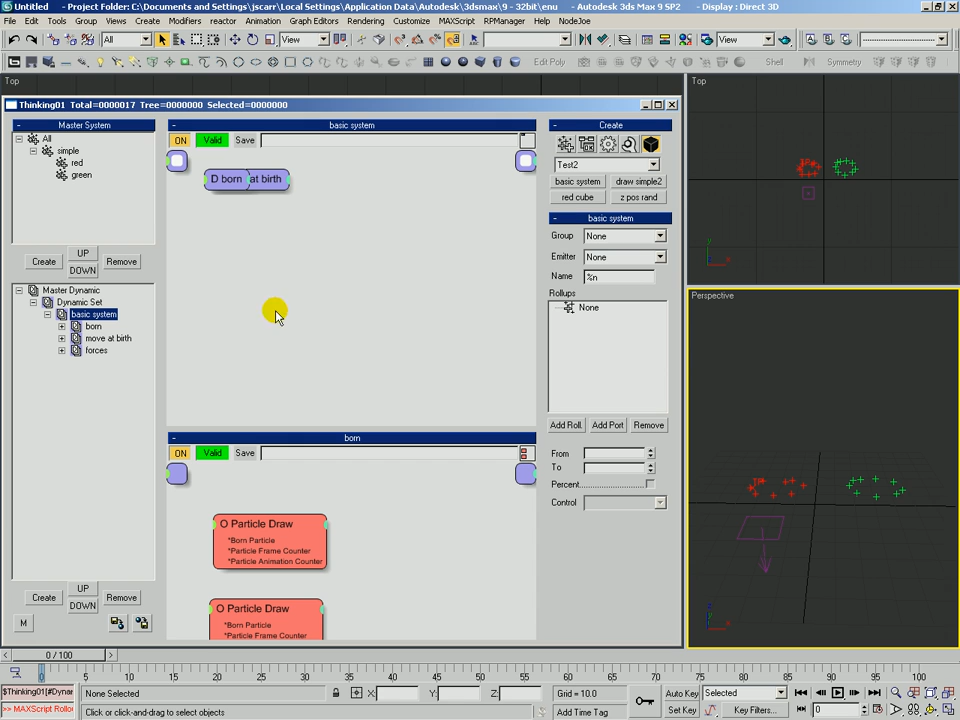 Untitled - Project Folder: C:\Documents and Settings\jscarr\Local Settings\Application Data\Autodesk\3dsmax\9 - 32bit\enu - Autodesk 3ds Max 9 SP2 - Display : Direct 3D
File Edit Tools Group Views Create Modifiers reactor Animation Graph Editors Rendering Customize MAXScript RPManager Help NodeJoe
All View View
Edit Poly Shell Symmetry
Top Top
Thinking01 Total=0000017 Tree=0000000 Selected=0000000
Master System
All
simple
red
green
Create UP DOWN Remove
Master Dynamic
Dynamic Set
basic system
born
move at birth
forces
Create UP DOWN Remove
M
basic system
ON Valid Save
D born at birth
born
ON Valid Save
O Particle Draw
*Born Particle
*Particle Frame Counter
*Particle Animation Counter
O Particle Draw
*Born Particle
*Particle Frame Counter
Create
Test2
basic system draw simple2
red cube z pos rand
basic system
Group None
Emitter None
Name %n
Rollups
None
Add Roll. Add Port Remove
From
To
Percent
Control
Perspective
0 / 100
0 5 10 15 20 25 30 35 40 45 50 55 60 65 70 75 80 85 90 95 100
$Thinking01[#Dynar None Selected X: Y: Z: Grid = 10.0 Auto Key Selected
>> MAXScript Rollo Click or click-and-drag to select objects Add Time Tag Set Key Key Filters... 0